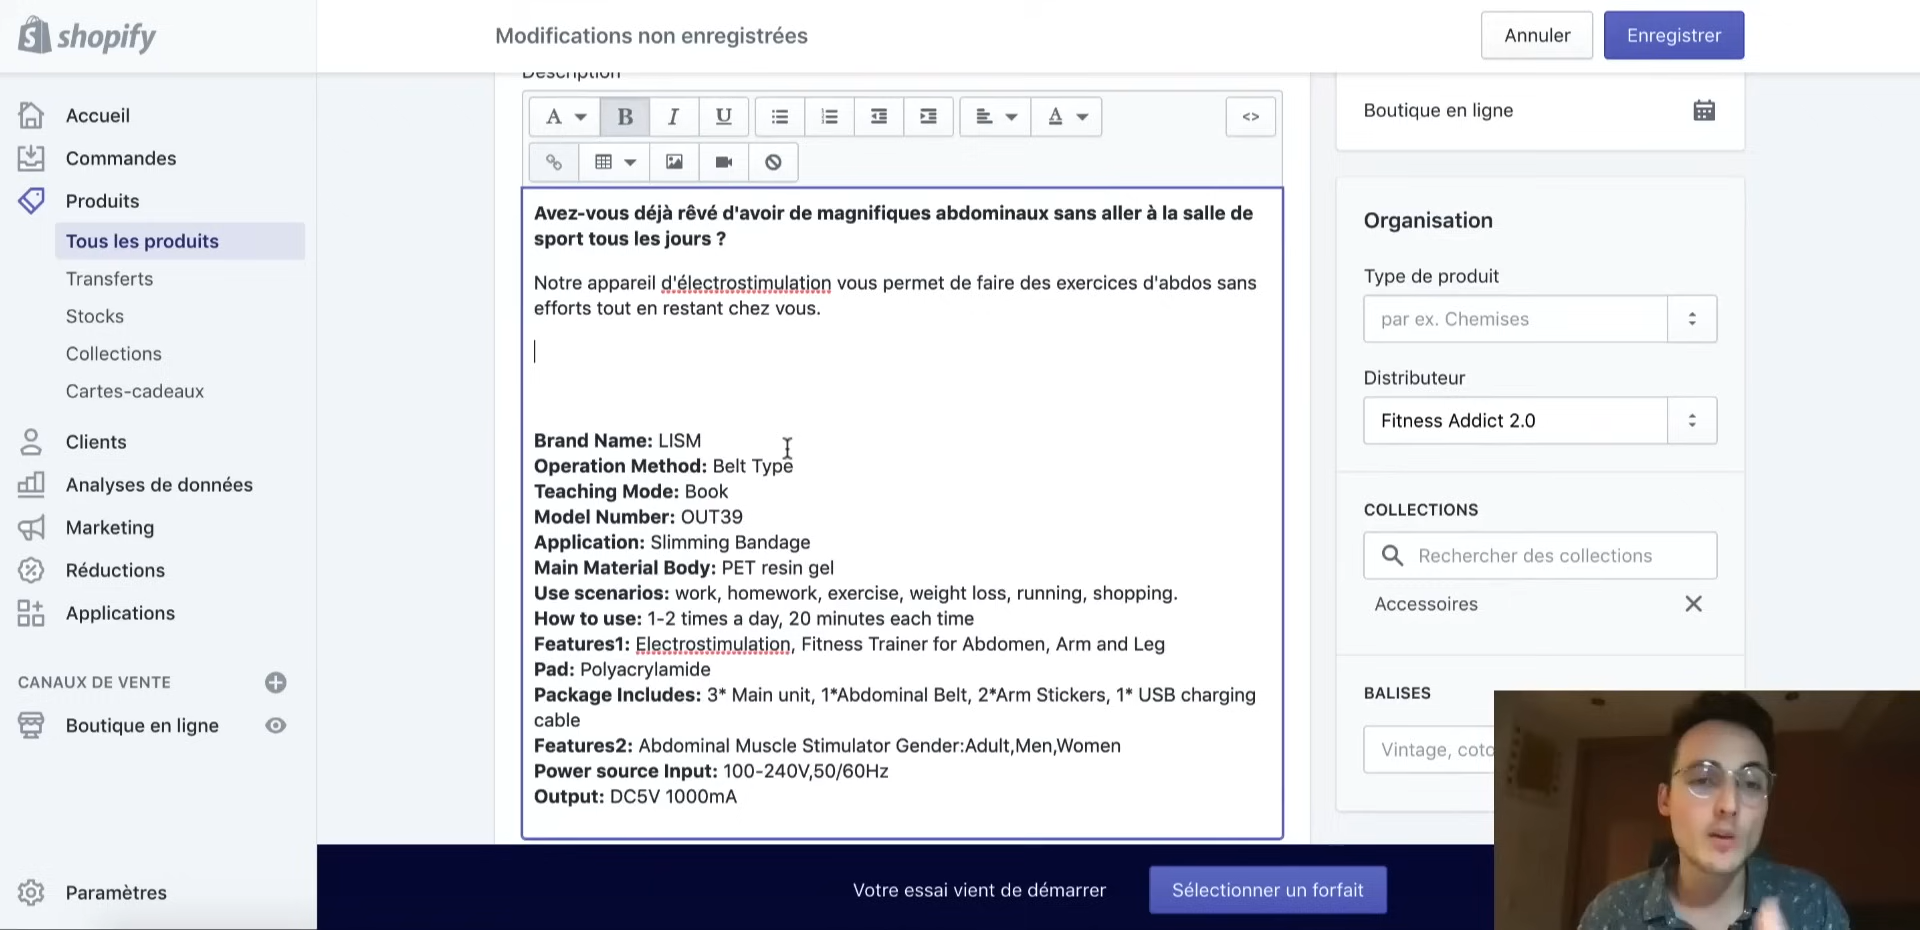 shopify
Modifications non enregistrées
Annuler
Enregistrer
Accueil
Commandes
Produits
Tous les produits
Transferts
Stocks
Collections
Cartes-cadeaux
Clients
Analyses de données
Marketing
Réductions
Applications
CANAUX DE VENTE
Boutique en ligne
Paramètres
Description
A
B
I
U
A
<>
Avez-vous déjà rêvé d'avoir de magnifiques abdominaux sans aller à la salle de
sport tous les jours ?
Notre appareil d'électrostimulation vous permet de faire des exercices d'abdos sans
efforts tout en restant chez vous.
Brand Name: LISM
Operation Method: Belt Type
Teaching Mode: Book
Model Number: OUT39
Application: Slimming Bandage
Main Material Body: PET resin gel
Use scenarios: work, homework, exercise, weight loss, running, shopping.
How to use: 1-2 times a day, 20 minutes each time
Features1: Electrostimulation, Fitness Trainer for Abdomen, Arm and Leg
Pad: Polyacrylamide
Package Includes: 3* Main unit, 1*Abdominal Belt, 2*Arm Stickers, 1* USB charging
cable
Features2: Abdominal Muscle Stimulator Gender:Adult,Men,Women
Power source Input: 100-240V,50/60Hz
Output: DC5V 1000mA
Boutique en ligne
Organisation
Type de produit
par ex. Chemises
Distributeur
Fitness Addict 2.0
COLLECTIONS
Rechercher des collections
Accessoires
BALISES
Vintage, coto
Votre essai vient de démarrer
Sélectionner un forfait